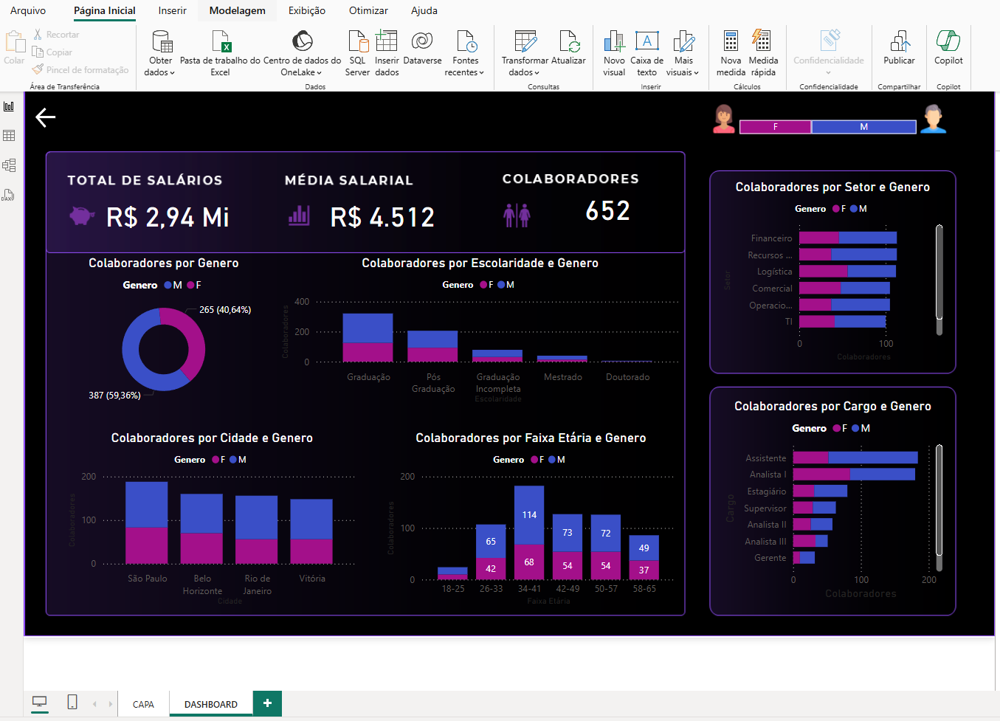 Arquivo Página Inicial Inserir Modelagem Exibição Otimizar Ajuda
Colar
Recortar
Copiar
Pincel de formatação
Área de Transferência
Obter dados
Pasta de trabalho do Excel
Centro de dados do OneLake
SQL Server
Inserir dados
Dataverse
Fontes recentes
Dados
Transformar dados
Atualizar
Consultas
Novo visual
Caixa de texto
Mais visuais
Inserir
Nova medida
Medida rápida
Cálculos
Confidencialidade
Confidencialidade
Publicar
Compartilhar
Copilot
Copilot
F M
TOTAL DE SALÁRIOS
R$ 2,94 Mi
MÉDIA SALARIAL
R$ 4.512
COLABORADORES
652
Colaboradores por Genero
Genero M F
265 (40,64%)
387 (59,36%)
Colaboradores por Escolaridade e Genero
Genero F M
Colaboradores
400
200
0
Graduação
Pós Graduação
Graduação Incompleta
Mestrado
Doutorado
Escolaridade
Colaboradores por Cidade e Genero
Genero F M
Colaboradores
200
100
0
São Paulo
Belo Horizonte
Rio de Janeiro
Vitória
Cidade
Colaboradores por Faixa Etária e Genero
Genero F M
Colaboradores
200
100
0
65
42
114
68
73
54
72
54
49
37
18-25 26-33 34-41 42-49 50-57 58-65
Faixa Etária
Colaboradores por Setor e Genero
Genero F M
Setor
Financeiro
Recursos ...
Logística
Comercial
Operacio...
TI
0 100
Colaboradores
Colaboradores por Cargo e Genero
Genero F M
Cargo
Assistente
Analista I
Estagiário
Supervisor
Analista II
Analista III
Gerente
0 100 200
Colaboradores
CAPA DASHBOARD +
DAX
X
A